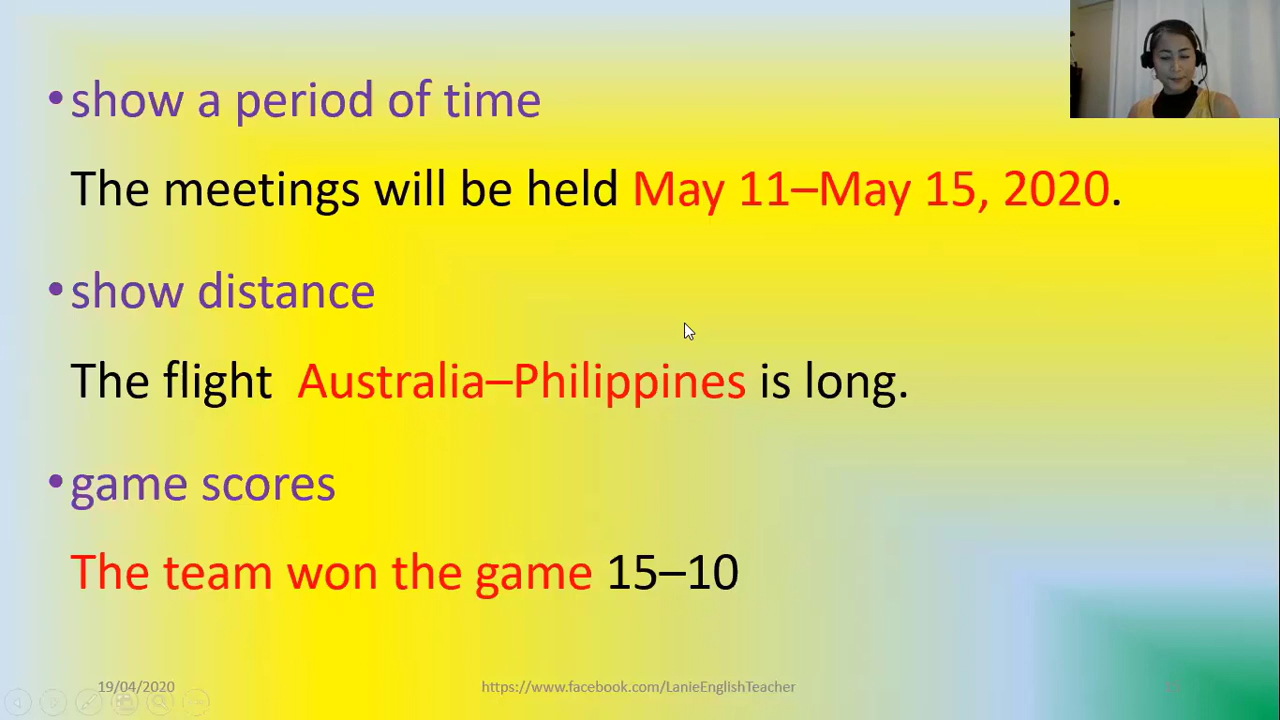 •show a period of time
The meetings will be held May 11–May 15, 2020.
•show distance
The flight Australia–Philippines is long.
•game scores
The team won the game 15–10
19/04/2020 https://www.facebook.com/LanieEnglishTeacher